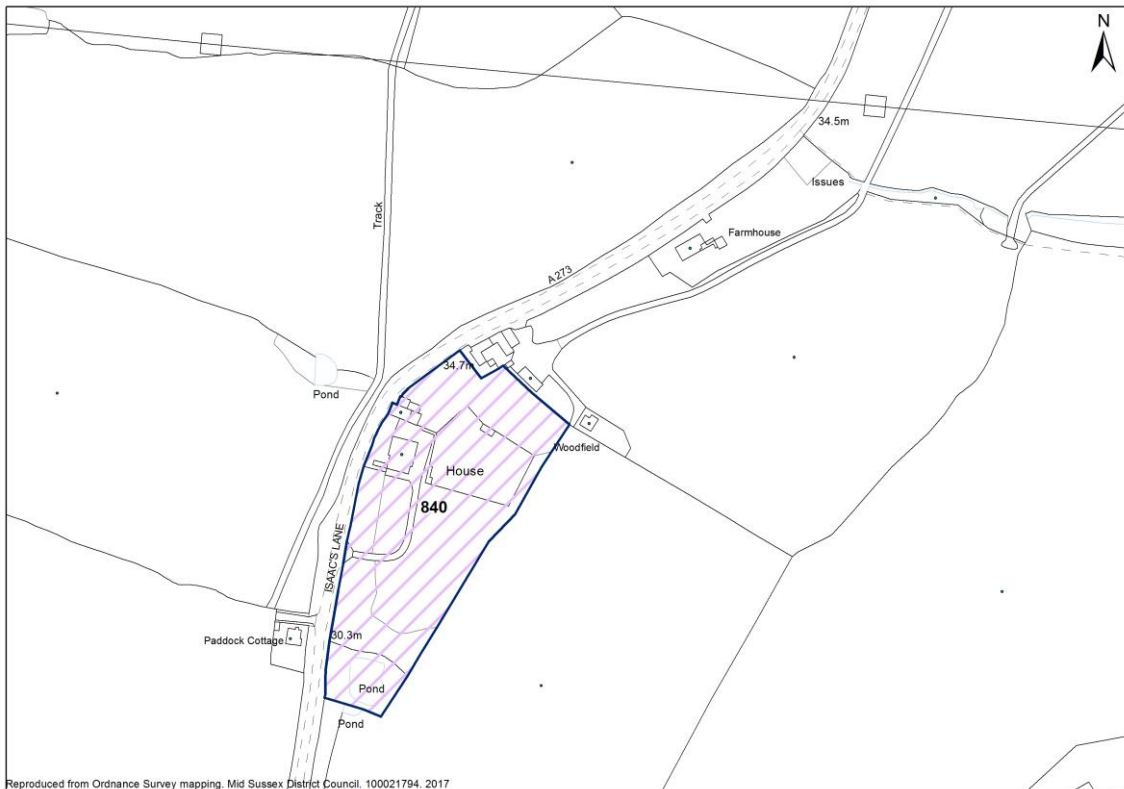 N
34.5m
Issues
Track
Farmhouse
A 273
34.7m
Pond
Woodfield
House
840
ISAAC'S LANE
30.3m
Paddock Cottage
Pond
Pond
Reproduced from Ordnance Survey mapping. Mid Sussex District Council. 100021794. 2017